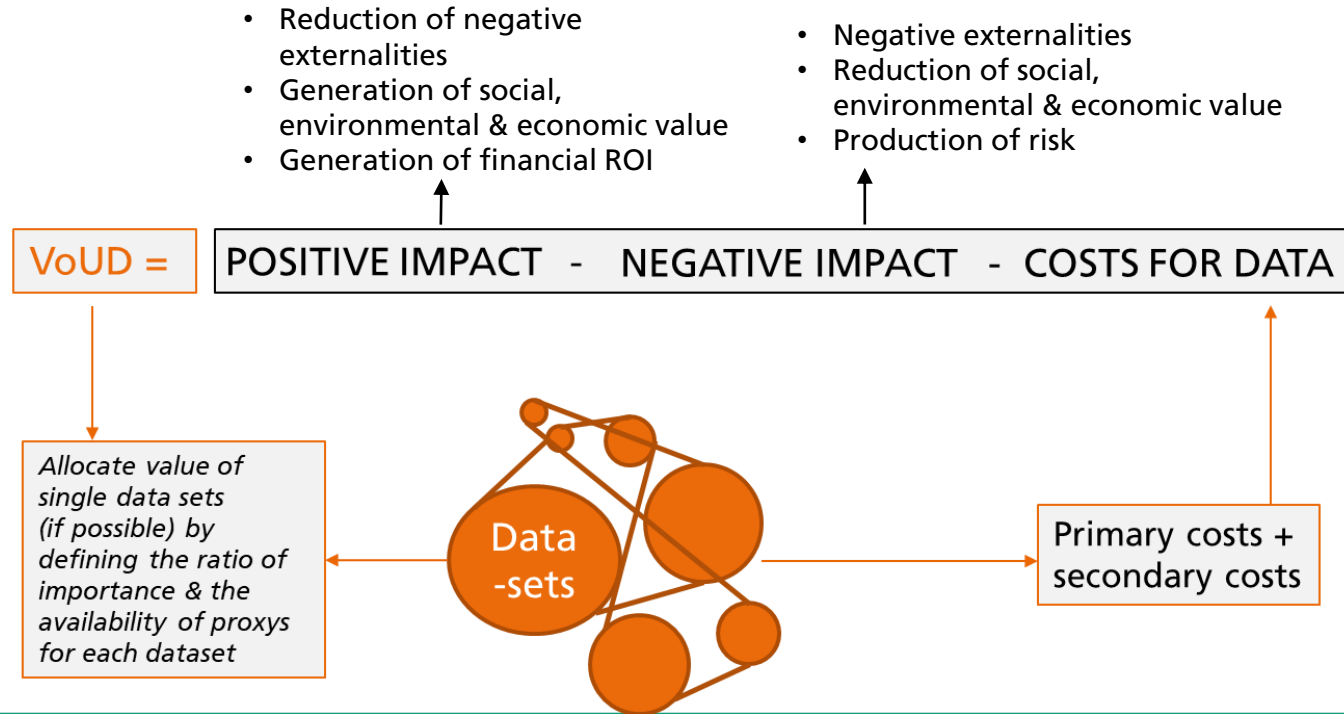 • Reduction of negative
externalities
• Generation of social,
environmental & economic value
• Generation of financial ROI
• Negative externalities
• Reduction of social,
environmental & economic value
• Production of risk
VoUD =
POSITIVE IMPACT - NEGATIVE IMPACT - COSTS FOR DATA
Allocate value of
single data sets
(if possible) by
defining the ratio of
importance & the
availability of proxys
for each dataset
Data
-sets
Primary costs +
secondary costs